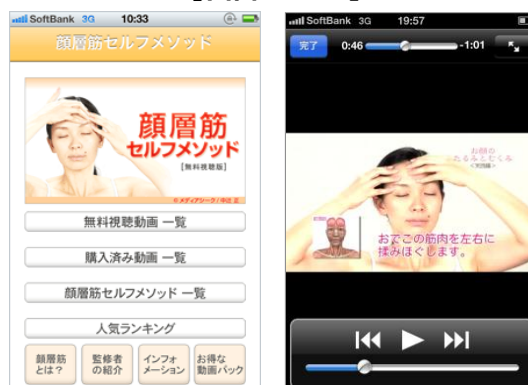 SoftBank 3G 10:33
顔層筋セルフメソッド
顔層筋
セルフメソッド
[無料視聴版]
無料視聴動画 一覧
購入済み動画 一覧
顔層筋セルフメソッド 一覧
人気ランキング
顔層筋
とは?
監修者
の紹介
インフォ
メーション
お得な
動画パック
SoftBank 3G 19:57
完了 0:46 -1:01
お顔の
たるみとむくみ
おでこの筋肉を左右に
揉みほぐします。